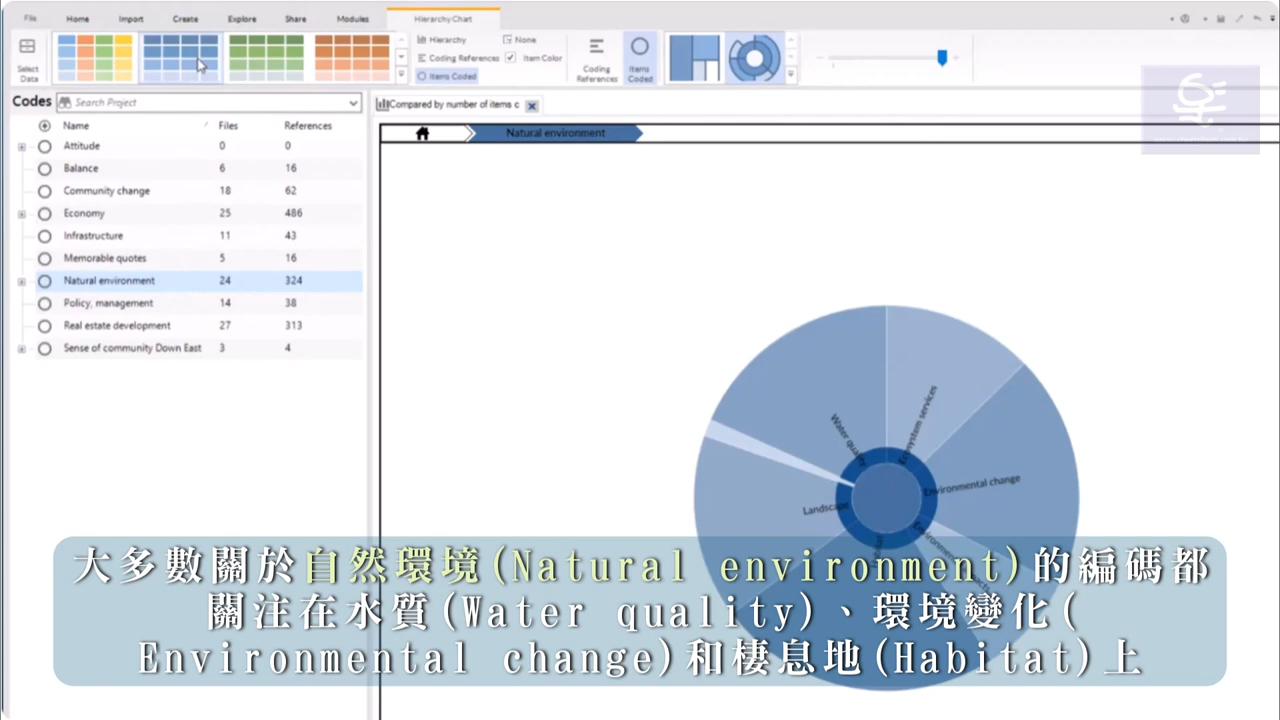 File Home Import Create Explore Share Modules Hierarchy Chart
Hierarchy None
Coding References Item Color
Items Coded
Select Data
Coding References
Items Coded
Codes Search Project
Compared by number of items c
Natural environment
Name Files References
Attitude 0 0
Balance 6 16
Community change 18 62
Economy 25 486
Infrastructure 11 43
Memorable quotes 5 16
Natural environment 24 324
Policy, management 14 38
Real estate development 27 313
Sense of community Down East 3 4
Water quality
Ecosystem services
Environmental change
Landscape
大多數關於自然環境(Natural environment)的編碼都
關注在水質(Water quality)、環境變化(
Environmental change)和棲息地(Habitat)上